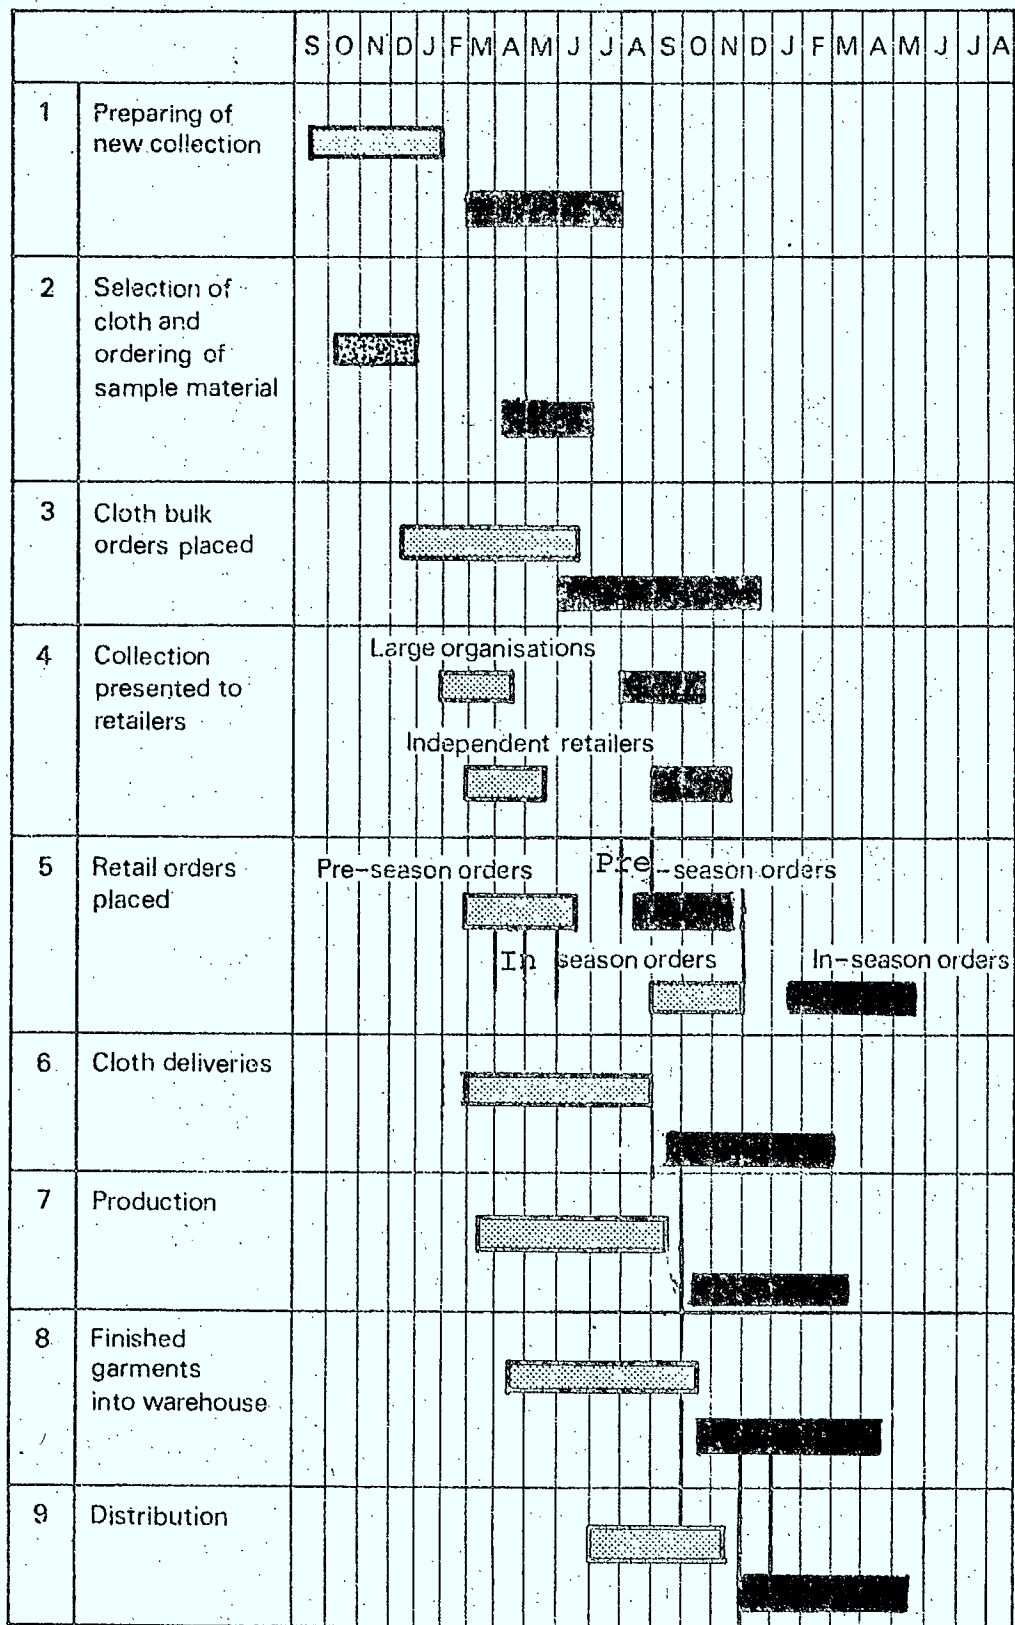 S O N D J F M A M J J A S O N D J F M A M J J A
1 Preparing of
new collection
2 Selection of
cloth and
ordering of
sample material
3 Cloth bulk
orders placed
4 Collection
presented to
retailers
Large organisations
Independent retailers
5 Retail orders
placed
Pre-season orders Pre-season orders
In season orders In-season orders
6 Cloth deliveries
7 Production
8 Finished
garments
into warehouse
9 Distribution